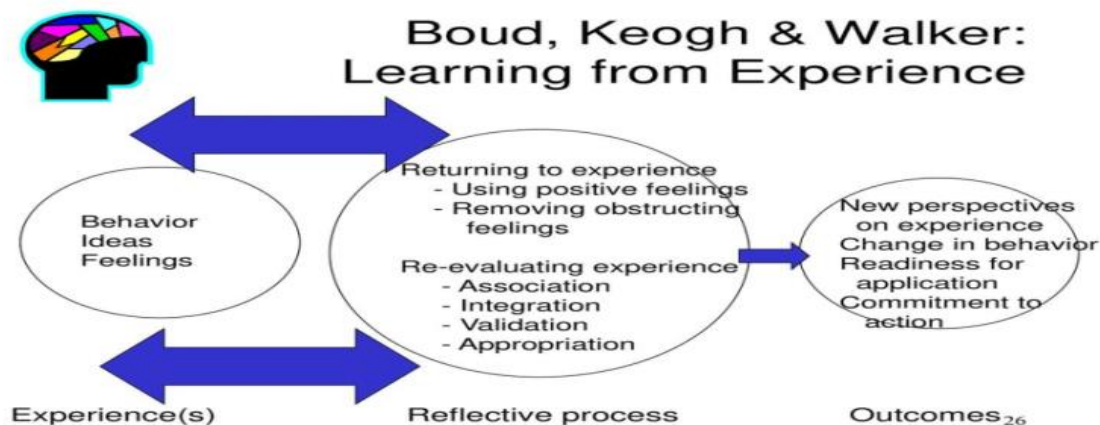 Boud, Keogh & Walker:
Learning from Experience
Behavior
Ideas
Feelings
Returning to experience
- Using positive feelings
- Removing obstructing
feelings
Re-evaluating experience
- Association
- Integration
- Validation
- Appropriation
New perspectives
on experience
Change in behavior
Readiness for
application
Commitment to
action
Experience(s)
Reflective process
Outcomes
26